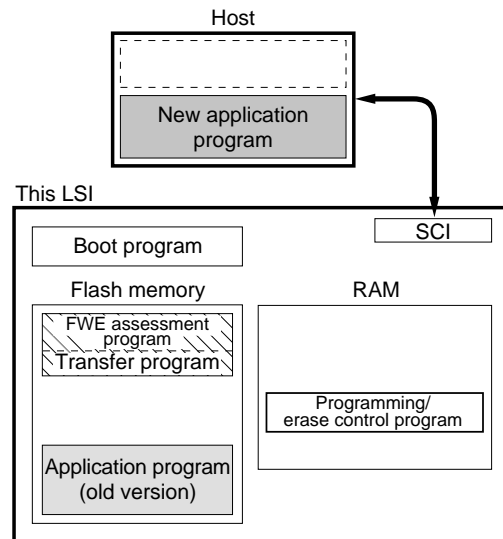 Host
New application
program
This LSI
SCI
Boot program
Flash memory
RAM
FWE assessment
program
Transfer program
Programming/
erase control program
Application program
(old version)